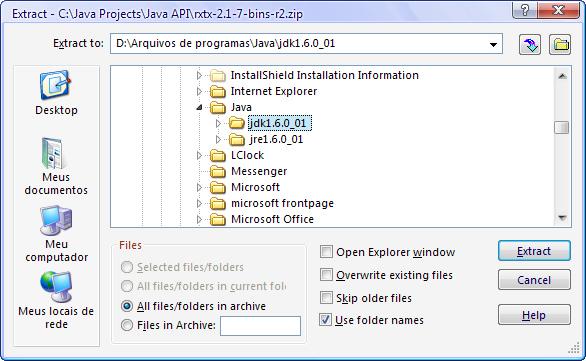 Extract - C:\Java Projects\Java API\rxtx-2.1-7-bins-r2.zip
Extract to: D:\Arquivos de programas\Java\jdk1.6.0_01
Desktop
Meus documentos
Meu computador
Meus locais de rede
InstallShield Installation Information
Internet Explorer
Java
jdk1.6.0_01
jre1.6.0_01
LClock
Messenger
Microsoft
microsoft frontpage
Microsoft Office
Files
Selected files/folders
All files/folders in current fol
All files/folders in archive
Files in Archive:
Open Explorer window
Overwrite existing files
Skip older files
Use folder names
Extract
Cancel
Help